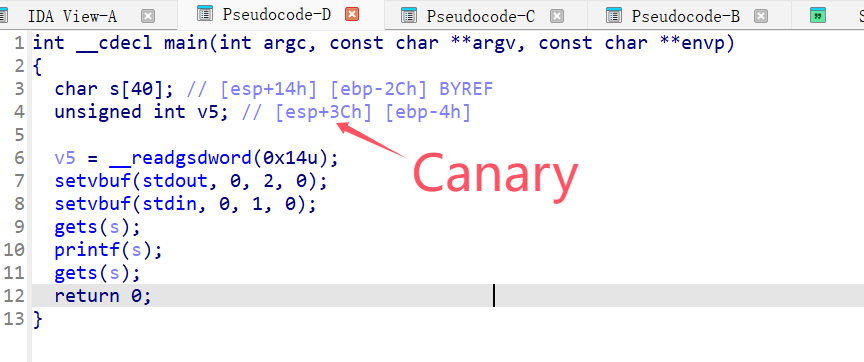 IDA View-A
Pseudocode-D
Pseudocode-C
Pseudocode-B
S
1 int __cdecl main(int argc, const char **argv, const char **envp)
2 {
3 char s[40]; // [esp+14h] [ebp-2Ch] BYREF
4 unsigned int v5; // [esp+3Ch] [ebp-4h]
5
6 v5 = __readgsdword(0x14u);
7 setvbuf(stdout, 0, 2, 0);
Canary
8 setvbuf(stdin, 0, 1, 0);
9 gets(s);
10 printf(s);
11 gets(s);
12 return 0;
13 }